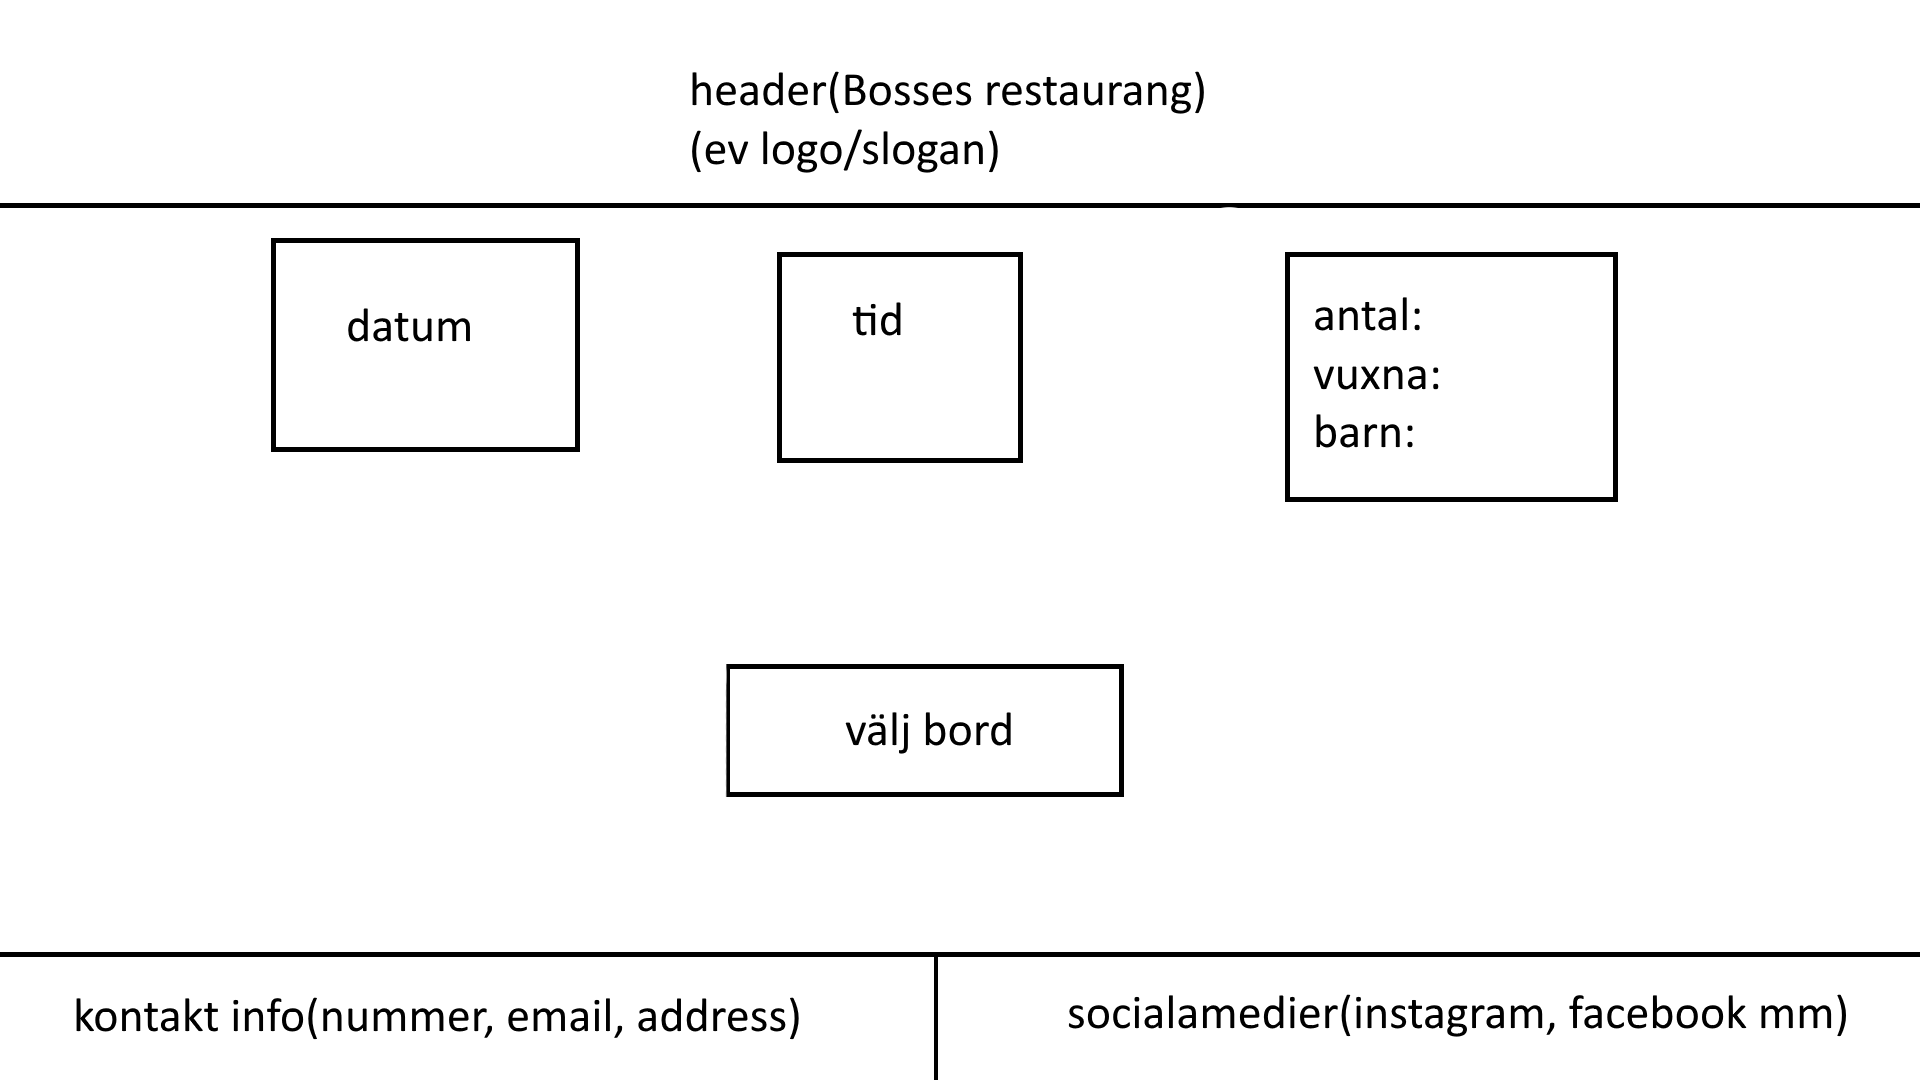 header(Bosses restaurang)
(ev logo/slogan)
datum
tid
antal:
vuxna:
barn:
välj bord
kontakt info(nummer, email, address)
socialamedier(instagram, facebook mm)